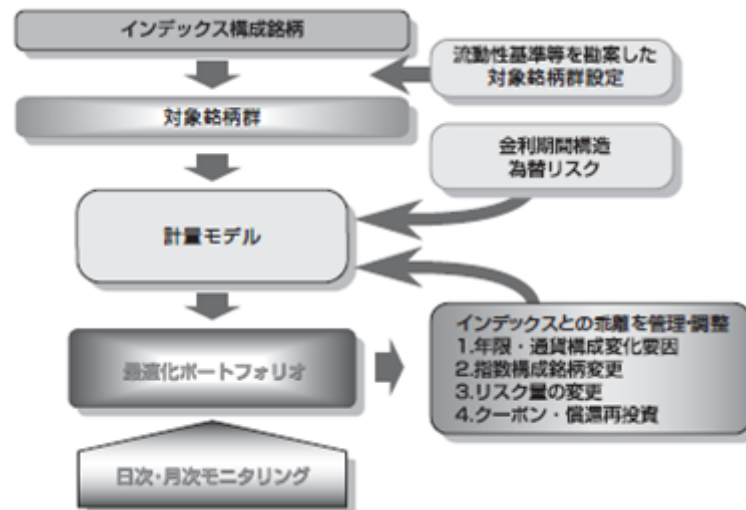 インデックス構成銘柄
流動性基準等を勘案した
対象銘柄群設定
対象銘柄群
金利期間構造
為替リスク
計量モデル
インデックスとの乖離を管理・調整
1.年限・通貨構成変化要因
2.指数構成銘柄変更
3.リスク量の変更
4.クーポン・償還再投資
最適化ポートフォリオ
日次・月次モニタリング